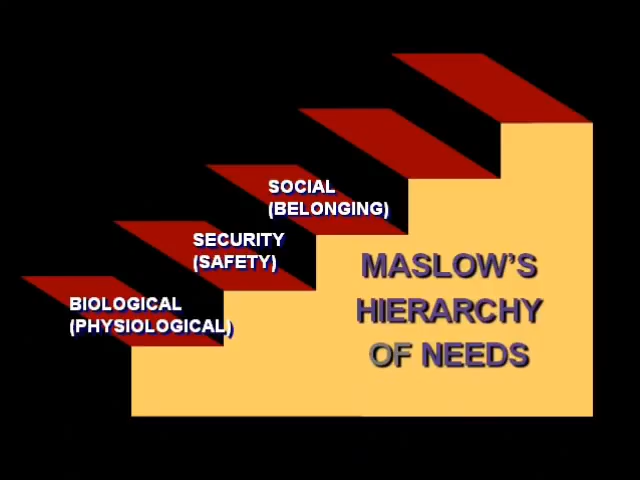 SOCIAL
(BELONGING)
SECURITY
(SAFETY)
BIOLOGICAL
(PHYSIOLOGICAL)
MASLOW'S
HIERARCHY
OF NEEDS